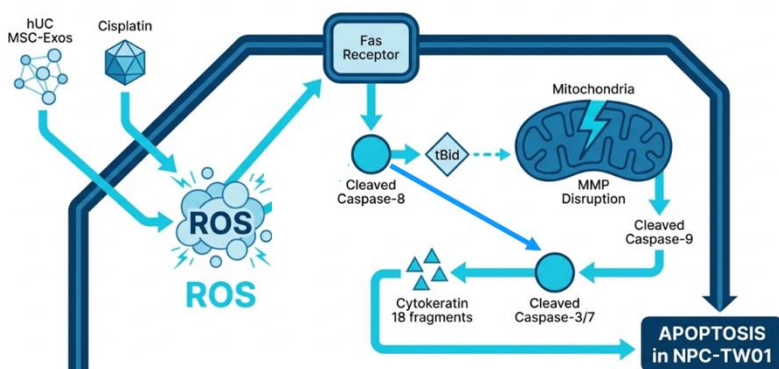 hUC
MSC-Exos
Cisplatin
Fas
Receptor
Mitochondria
tBid
Cleaved
Caspase-8
MMP
Disruption
ROS
ROS
Cleaved
Caspase-9
Cytokeratin
18 fragments
Cleaved
Caspase-3/7
APOPTOSIS
in NPC-TW01